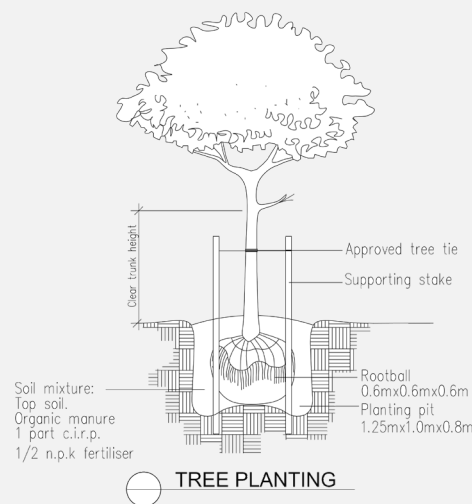 Clear trunk height
Approved tree tie
Supporting stake
Rootball
0.6mx0.6mx0.6m
Planting pit
1.25mx1.0mx0.8m
Soil mixture:
Top soil.
Organic manure
1 part c.i.r.p.
1/2 n.p.k fertiliser
TREE PLANTING